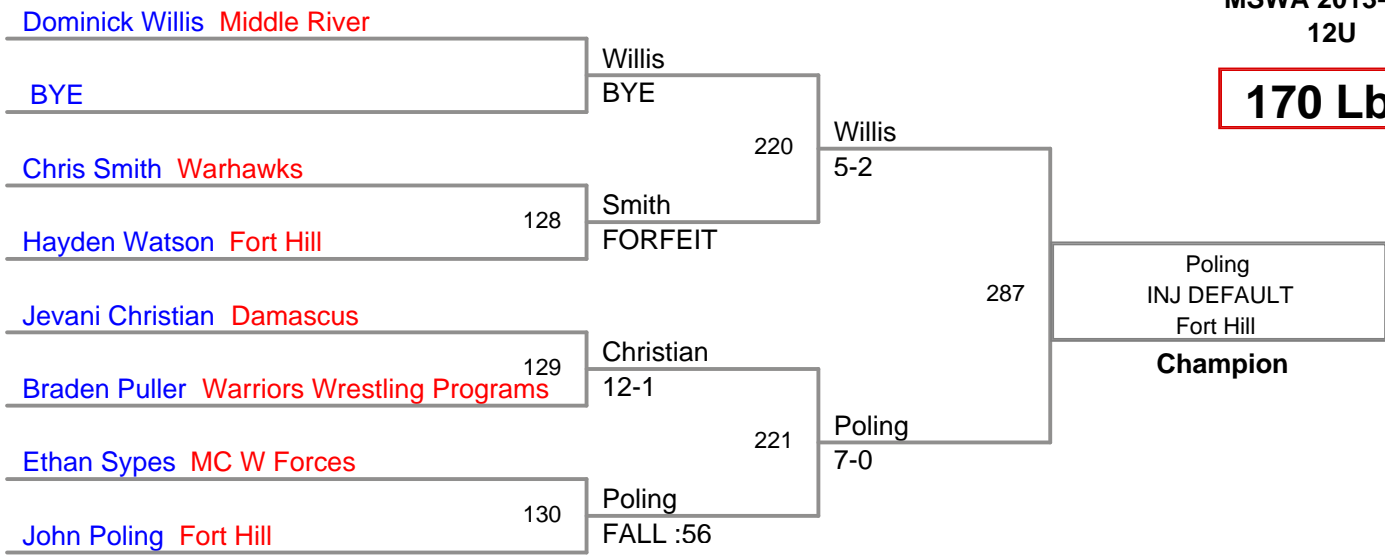 MSWA 2013-
12U
170 Lb
Dominick Willis Middle River
BYE
Chris Smith Warhawks
Hayden Watson Fort Hill
Jevani Christian Damascus
Braden Puller Warriors Wrestling Programs
Ethan Sypes MC W Forces
John Poling Fort Hill
128
129
130
Willis
BYE
Smith
FORFEIT
Christian
12-1
Poling
FALL :56
220
221
Willis
5-2
Poling
7-0
287
Poling
INJ DEFAULT
Fort Hill
Champion